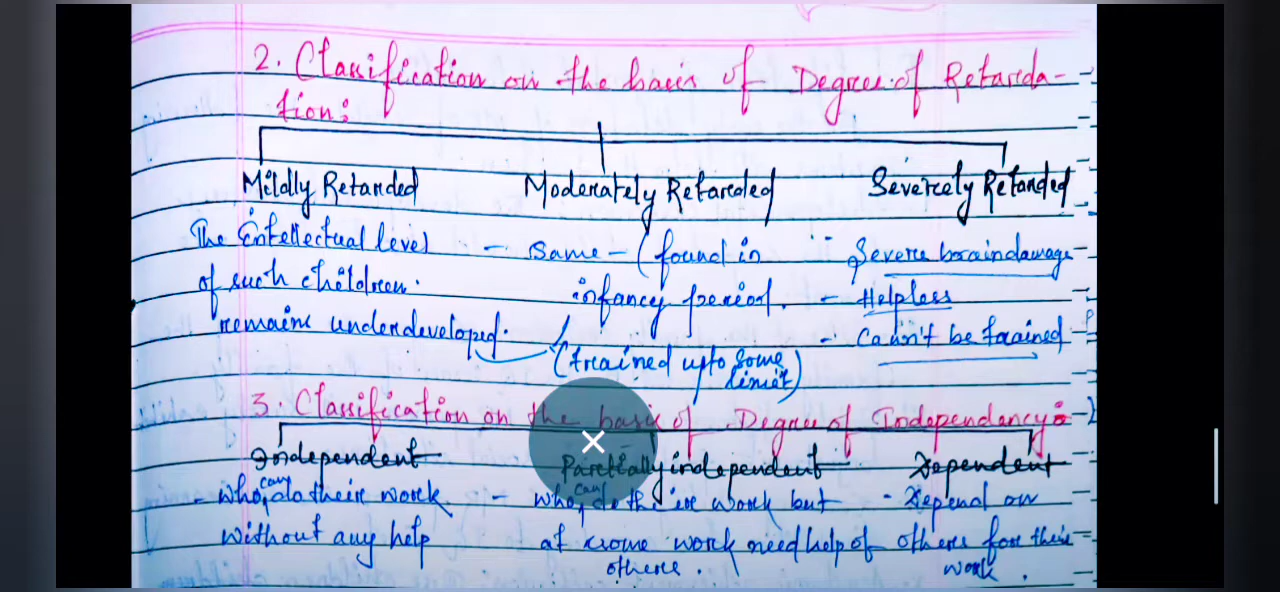 2. Classification on the basis of Degree of Retarda-
tion:
Mildly Retarded Moderately Retarded Severely Retarded
The Intellectual level - Same - (found in Severe braindamage
of such children. infancy period. - Helpless
remains underdeveloped. - Can't be trained
(trained upto some
limit)
3. Classification on the basis of Degree of Independency:
Independent Partially independent Dependent
- who can do their work - who can do their work but - Depend on
without any help at some work need help of others for their
others. work.